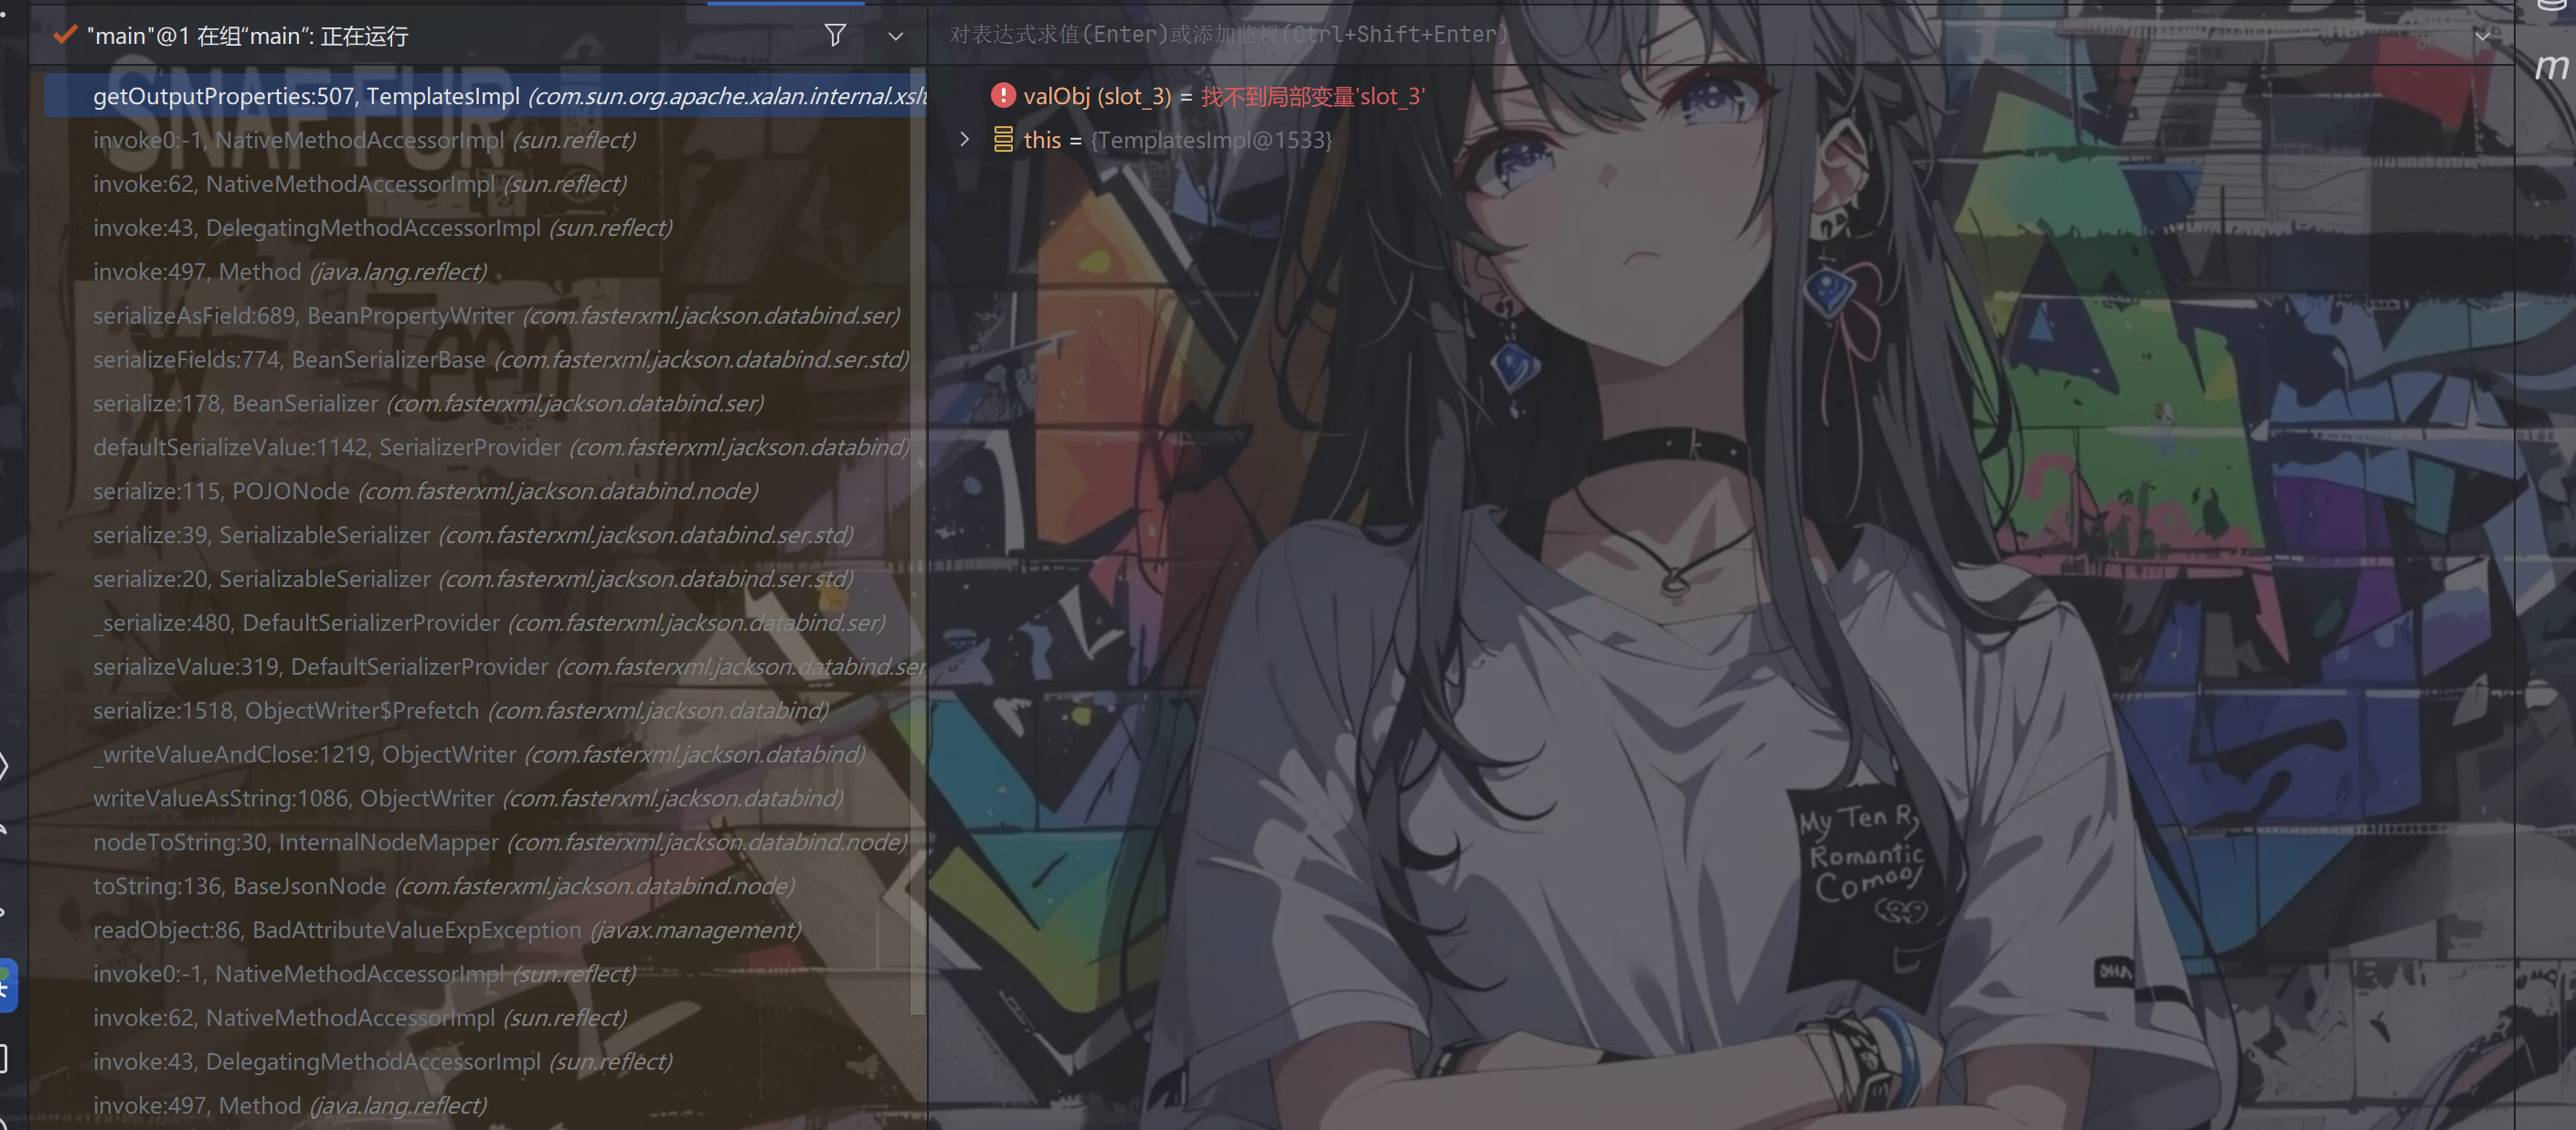 "main"@1 在组“main”: 正在运行
getOutputProperties:507, TemplatesImpl (com.sun.org.apache.xalan.internal.xslt
invoke0:-1, NativeMethodAccessorImpl (sun.reflect)
invoke:62, NativeMethodAccessorImpl (sun.reflect)
invoke:43, DelegatingMethodAccessorImpl (sun.reflect)
invoke:497, Method (java.lang.reflect)
serializeAsField:689, BeanPropertyWriter (com.fasterxml.jackson.databind.ser)
serializeFields:774, BeanSerializerBase (com.fasterxml.jackson.databind.ser.std)
serialize:178, BeanSerializer (com.fasterxml.jackson.databind.ser)
defaultSerializeValue:1142, SerializerProvider (com.fasterxml.jackson.databind)
serialize:115, POJONode (com.fasterxml.jackson.databind.node)
serialize:39, SerializableSerializer (com.fasterxml.jackson.databind.ser.std)
serialize:20, SerializableSerializer (com.fasterxml.jackson.databind.ser.std)
_serialize:480, DefaultSerializerProvider (com.fasterxml.jackson.databind.ser)
serializeValue:319, DefaultSerializerProvider (com.fasterxml.jackson.databind.ser
serialize:1518, ObjectWriter$Prefetch (com.fasterxml.jackson.databind)
_writeValueAndClose:1219, ObjectWriter (com.fasterxml.jackson.databind)
writeValueAsString:1086, ObjectWriter (com.fasterxml.jackson.databind)
nodeToString:30, InternalNodeMapper (com.fasterxml.jackson.databind.node)
toString:136, BaseJsonNode (com.fasterxml.jackson.databind.node)
readObject:86, BadAttributeValueExpException (javax.management)
invoke0:-1, NativeMethodAccessorImpl (sun.reflect)
invoke:62, NativeMethodAccessorImpl (sun.reflect)
invoke:43, DelegatingMethodAccessorImpl (sun.reflect)
invoke:497, Method (java.lang.reflect)
对表达式求值(Enter)或添加监视(Ctrl+Shift+Enter)
valObj (slot_3) = 找不到局部变量'slot_3'
this = {TemplatesImpl@1533}
m
My Ten R
Romantic